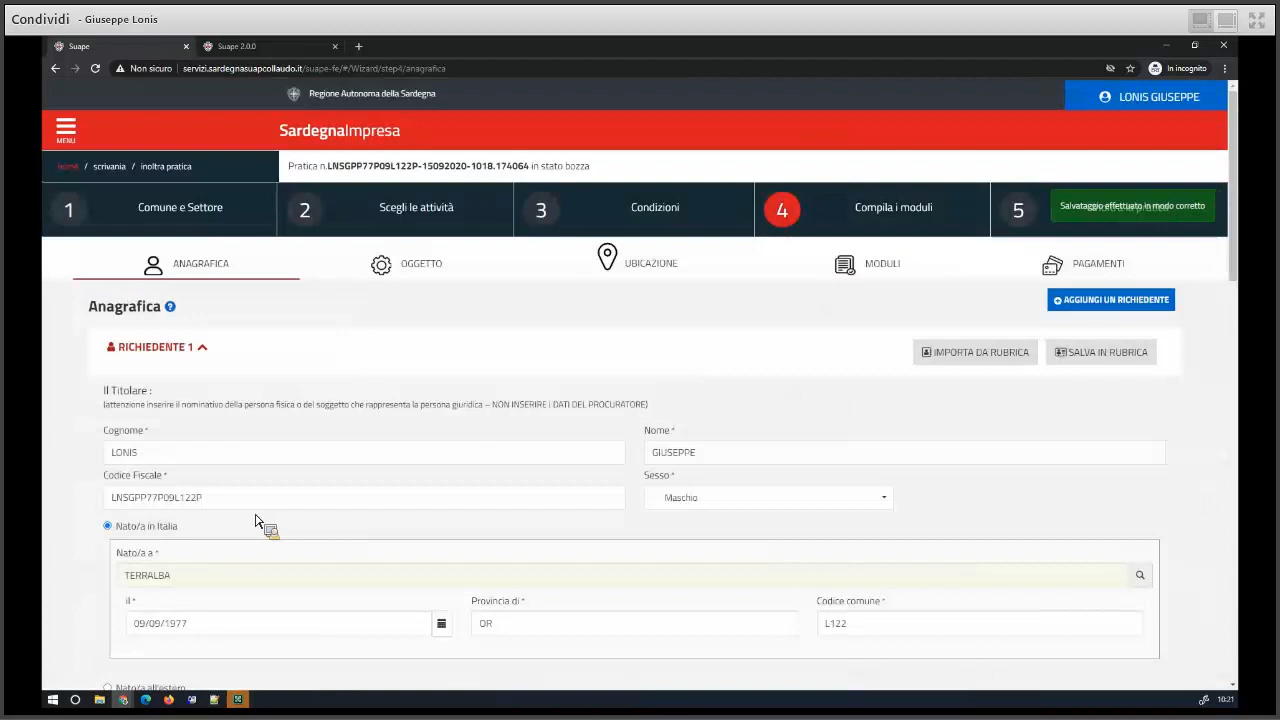 Condividi - Giuseppe Lonis
Suape
Suape 2.0.0
Non sicuro | servizi.sardegnasuapcollaudo.it/suape-fe/#/Wizard/step4/anagrafica
In incognito
Regione Autonoma della Sardegna
LONIS GIUSEPPE
MENU
SardegnaImpresa
home / scrivania / inoltra pratica
Pratica n.LNSGPP77P09L122P-15092020-1018.174064 in stato bozza
1 Comune e Settore
2 Scegli le attività
3 Condizioni
4 Compila i moduli
5
Salvataggio effettuato in modo corretto
ANAGRAFICA
OGGETTO
UBICAZIONE
MODULI
PAGAMENTI
Anagrafica
AGGIUNGI UN RICHIEDENTE
RICHIEDENTE 1
IMPORTA DA RUBRICA
SALVA IN RUBRICA
Il Titolare :
(attenzione inserire il nominativo della persona fisica o del soggetto che rappresenta la persona giuridica – NON INSERIRE i DATI DEL PROCURATORE)
Cognome *
Nome *
LONIS
GIUSEPPE
Codice Fiscale *
Sesso *
LNSGPP77P09L122P
Maschio
Nato/a in Italia
Nato/a a *
TERRALBA
il *
Provincia di *
Codice comune *
09/09/1977
OR
L122
Nato/a all'estero
10:21